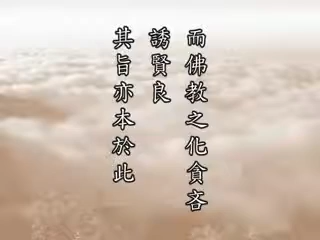 而佛教之化貪吝
誘賢良
其旨亦本於此